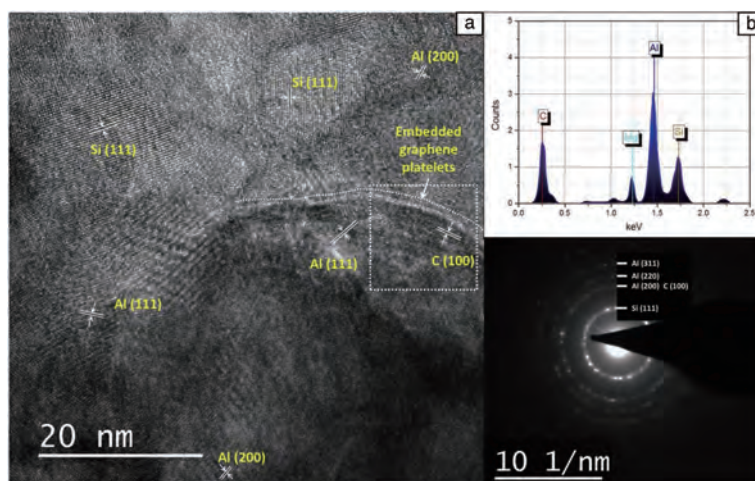 a
Al (200)
Si (111)
Si (111)
Embedded
graphene
platelets
Al (111)
C (100)
Al (111)
20 nm
Al (200)
b
5
4
3
2
1
0
Counts
C
Mg
Al
Si
0.0 0.5 1.0 1.5 2.0 2.5
keV
Al (311)
Al (220)
Al (200) C (100)
Si (111)
10 1/nm